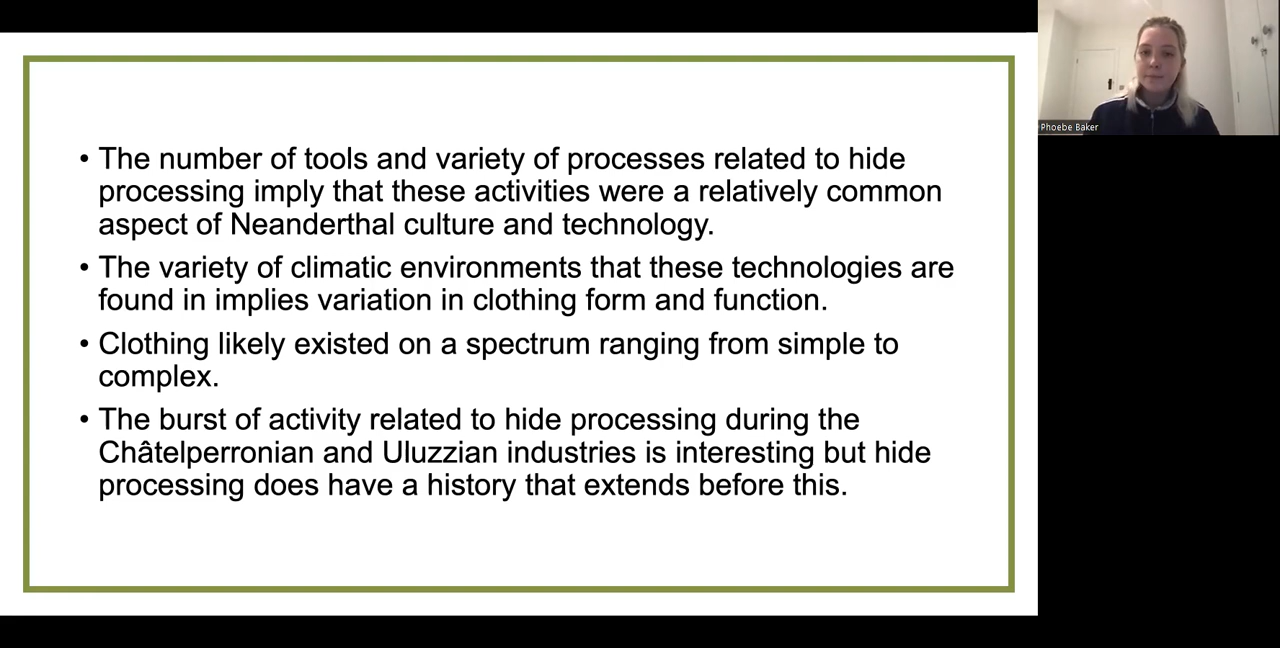 • The number of tools and variety of processes related to hide
processing imply that these activities were a relatively common
aspect of Neanderthal culture and technology.
• The variety of climatic environments that these technologies are
found in implies variation in clothing form and function.
• Clothing likely existed on a spectrum ranging from simple to
complex.
• The burst of activity related to hide processing during the
Châtelperronian and Uluzzian industries is interesting but hide
processing does have a history that extends before this.
Phoebe Baker